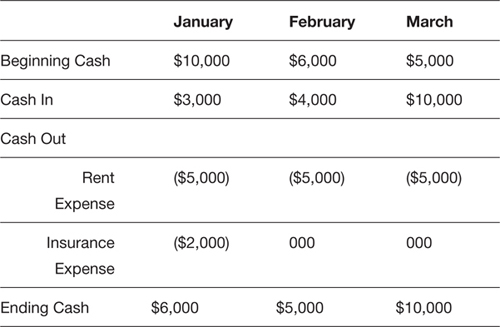 January February March
Beginning Cash $10,000 $6,000 $5,000
Cash In $3,000 $4,000 $10,000
Cash Out
Rent ($5,000) ($5,000) ($5,000)
Expense
Insurance ($2,000) 000 000
Expense
Ending Cash $6,000 $5,000 $10,000